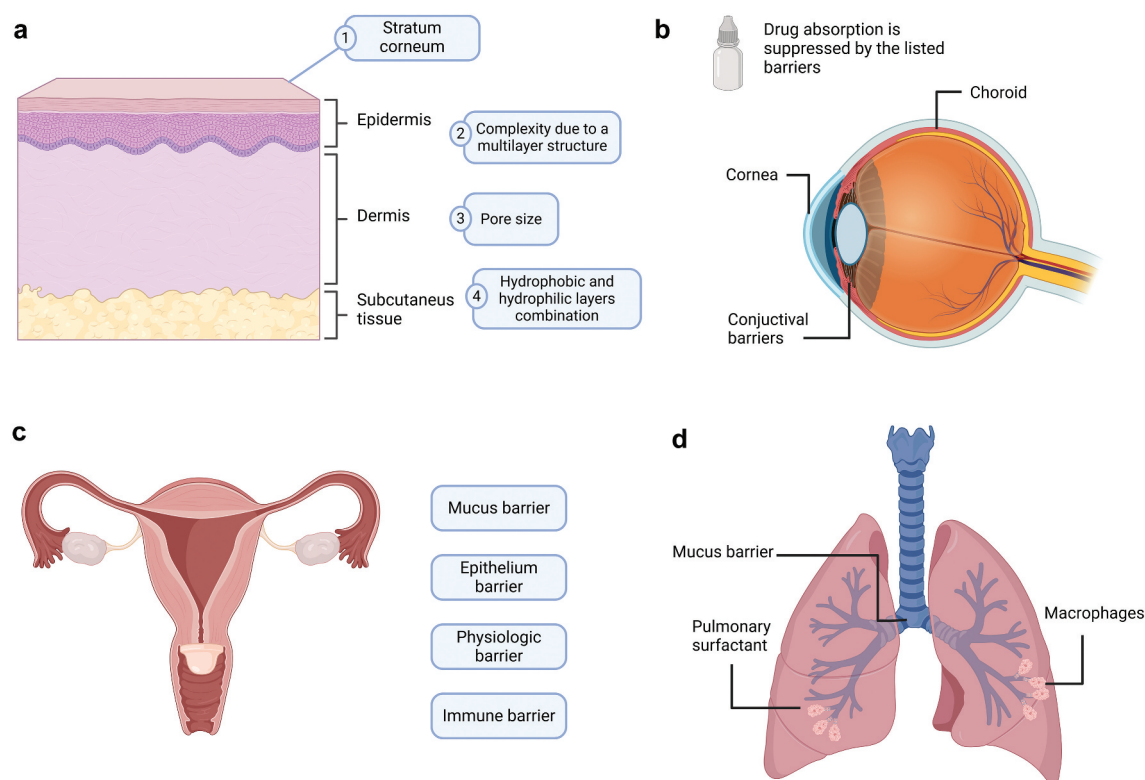 a
1
Stratum
corneum
Epidermis
2
Complexity due to a
multilayer structure
Dermis
3
Pore size
Subcutaneus
tissue
4
Hydrophobic and
hydrophilic layers
combination
b
Drug absorption is
suppressed by the listed
barriers
Choroid
Cornea
Conjuctival
barriers
c
Mucus barrier
Epithelium
barrier
Physiologic
barrier
Immune barrier
d
Mucus barrier
Macrophages
Pulmonary
surfactant